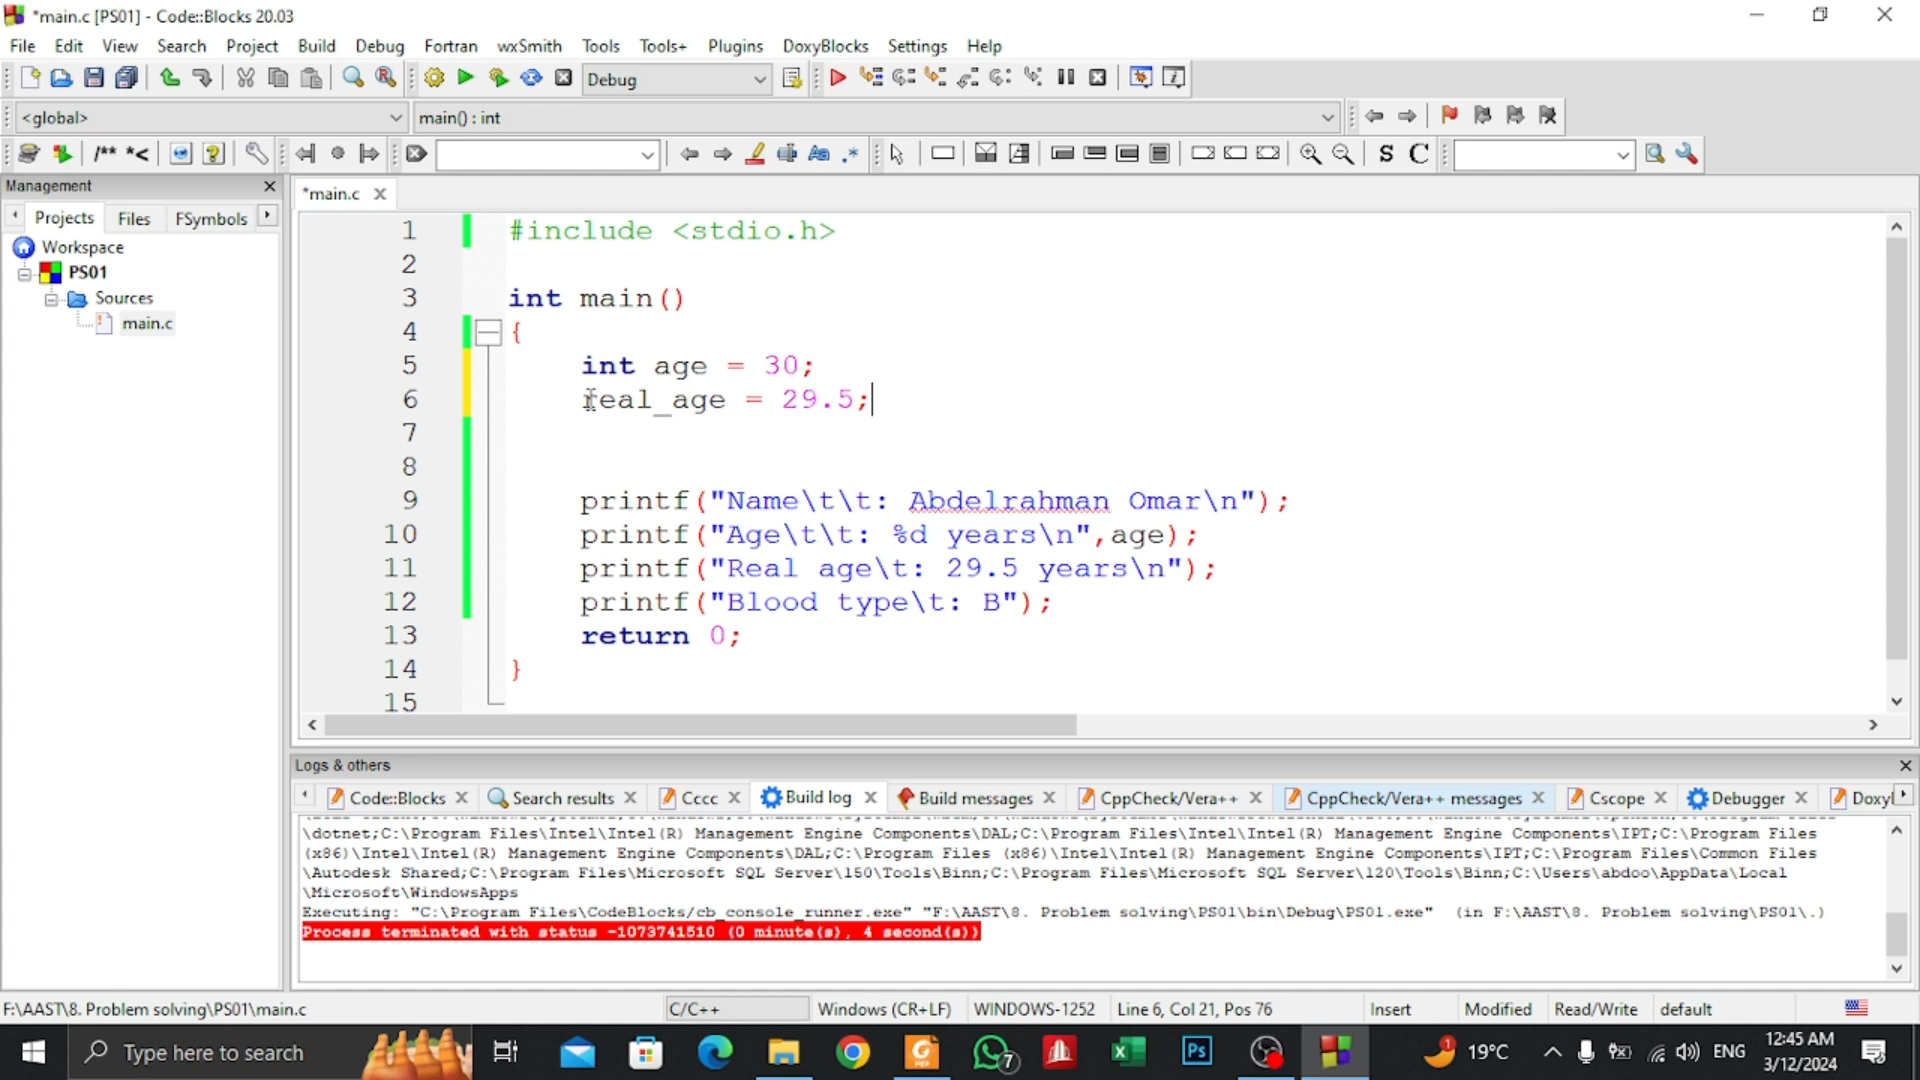 *main.c [PS01] - Code::Blocks 20.03
File Edit View Search Project Build Debug Fortran wxSmith Tools Tools+ Plugins DoxyBlocks Settings Help
Debug
<global> main() : int
/** *< Aa .* S C
Management
Projects Files FSymbols
Workspace
PS01
Sources
main.c
*main.c
1 #include <stdio.h>
2
3 int main()
4 {
5 int age = 30;
6 real_age = 29.5;
7
8
9 printf("Name\t\t: Abdelrahman Omar\n");
10 printf("Age\t\t: %d years\n",age);
11 printf("Real age\t: 29.5 years\n");
12 printf("Blood type\t: B");
13 return 0;
14 }
15
Logs & others
Code::Blocks Search results Cccc Build log Build messages CppCheck/Vera++ CppCheck/Vera++ messages Cscope Debugger Doxyl
\dotnet;C:\Program Files\Intel\Intel(R) Management Engine Components\DAL;C:\Program Files\Intel\Intel(R) Management Engine Components\IPT;C:\Program Files
(x86)\Intel\Intel(R) Management Engine Components\DAL;C:\Program Files (x86)\Intel\Intel(R) Management Engine Components\IPT;C:\Program Files\Common Files
\Autodesk Shared;C:\Program Files\Microsoft SQL Server\150\Tools\Binn;C:\Program Files\Microsoft SQL Server\120\Tools\Binn;C:\Users\abdoo\AppData\Local
\Microsoft\WindowsApps
Executing: "C:\Program Files\CodeBlocks/cb_console_runner.exe" "F:\AAST\8. Problem solving\PS01\bin\Debug\PS01.exe" (in F:\AAST\8. Problem solving\PS01\.)
Process terminated with status -1073741510 (0 minute(s), 4 second(s))
F:\AAST\8. Problem solving\PS01\main.c C/C++ Windows (CR+LF) WINDOWS-1252 Line 6, Col 21, Pos 76 Insert Modified Read/Write default
Type here to search 7 Ps 1 19°C ENG 12:45 AM
3/12/2024